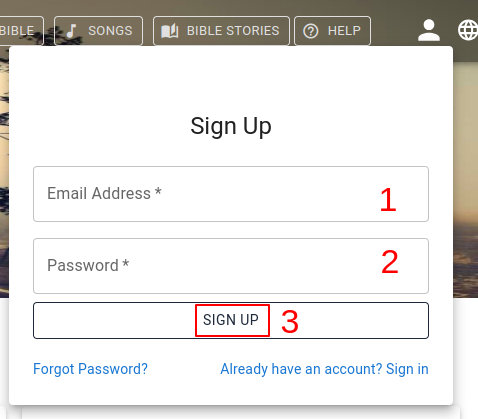 BIBLE SONGS BIBLE STORIES HELP
Sign Up
Email Address * 1
Password * 2
SIGN UP 3
Forgot Password? Already have an account? Sign in